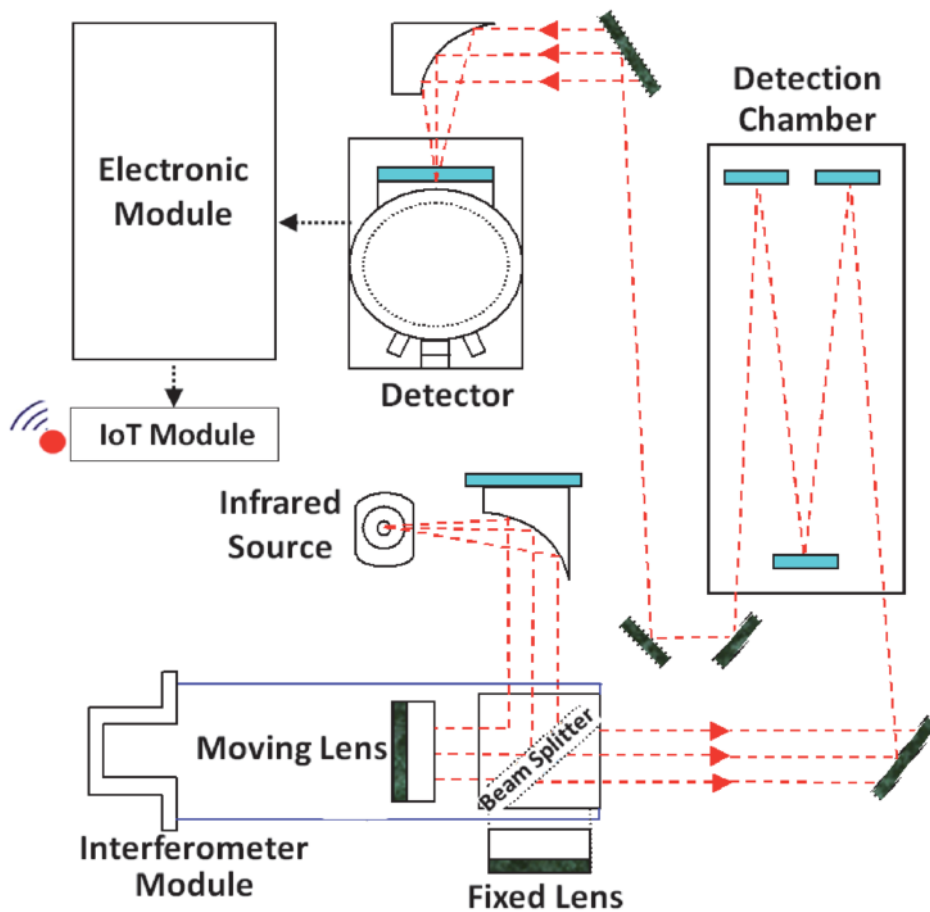 Electronic
Module
Detection
Chamber
Detector
IoT Module
Infrared
Source
Moving Lens
Beam Splitter
Interferometer
Module
Fixed Lens